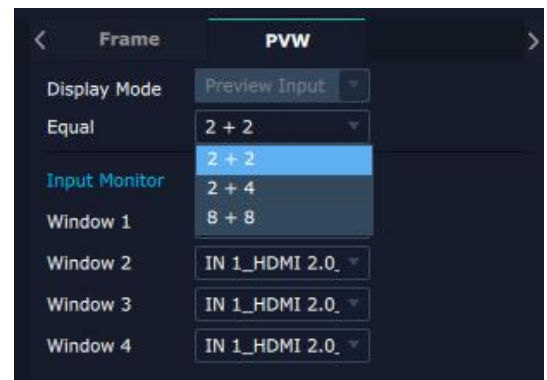 Frame PVW
Display Mode Preview Input
Equal 2 + 2
2 + 2
Input Monitor
2 + 4
Window 1 8 + 8
Window 2 IN 1_HDMI 2.0_
Window 3 IN 1_HDMI 2.0_
Window 4 IN 1_HDMI 2.0_